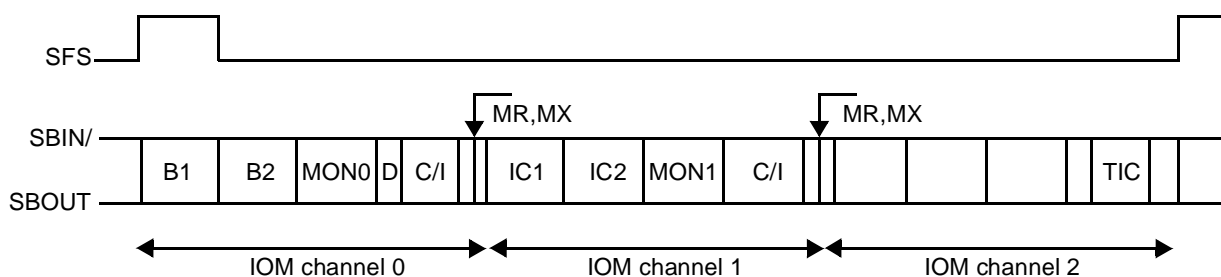 SFS
MR,MX MR,MX
SBIN/
B1 B2 MON0 D C/I IC1 IC2 MON1 C/I TIC
SBOUT
IOM channel 0 IOM channel 1 IOM channel 2